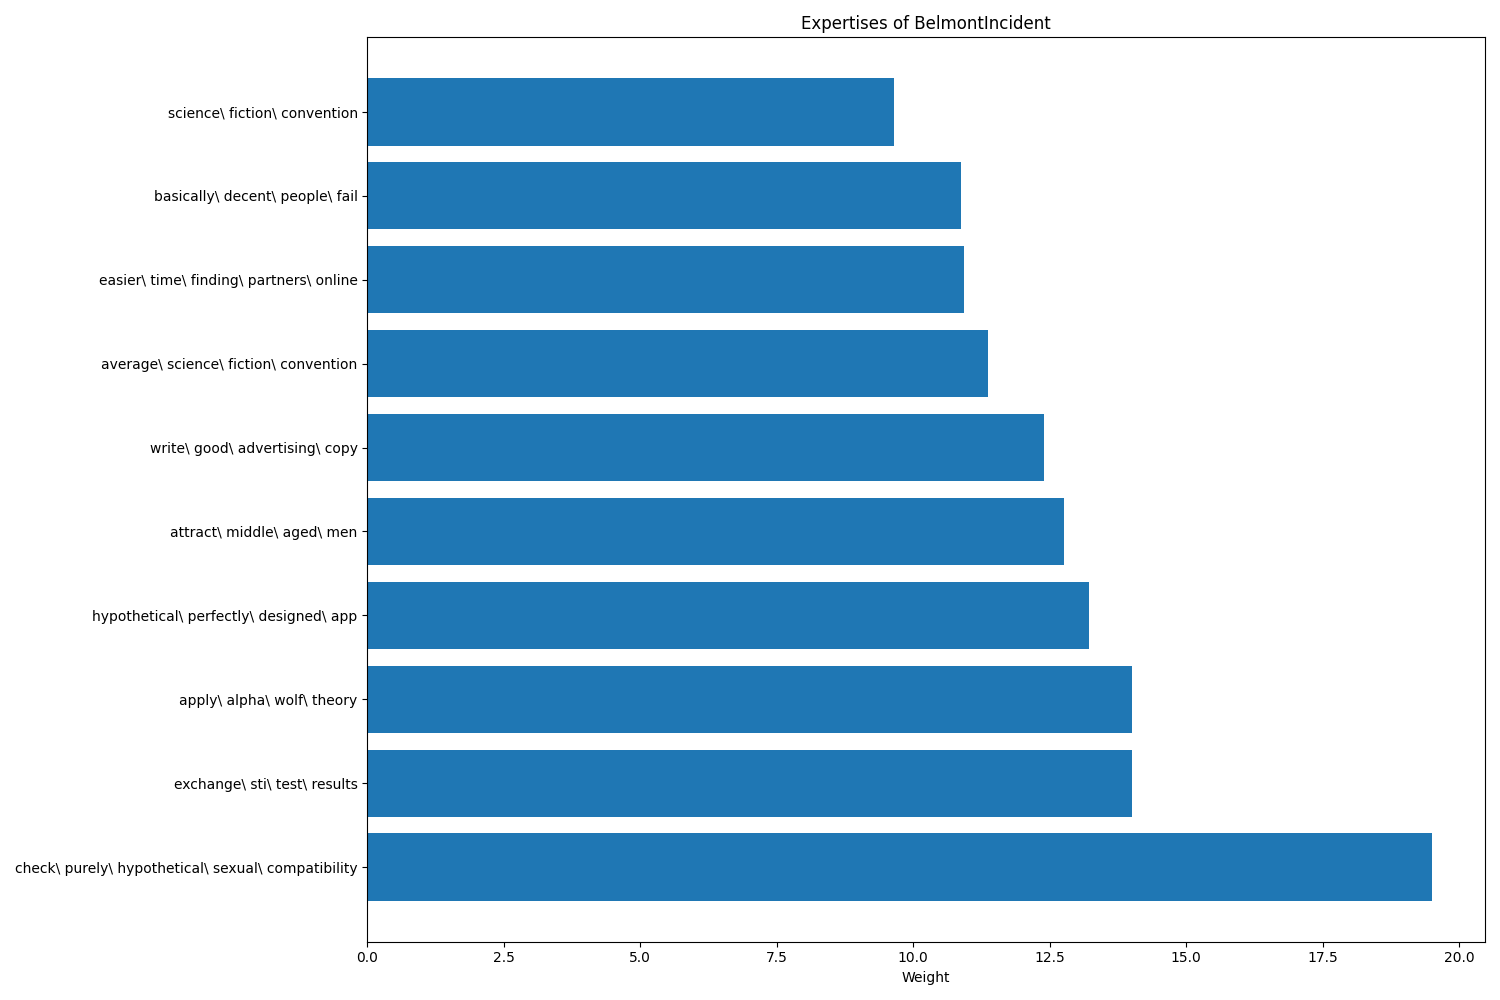 Expertises of BelmontIncident
science\ fiction\ convention
basically\ decent\ people\ fail
easier\ time\ finding\ partners\ online
average\ science\ fiction\ convention
write\ good\ advertising\ copy
attract\ middle\ aged\ men
hypothetical\ perfectly\ designed\ app
apply\ alpha\ wolf\ theory
exchange\ sti\ test\ results
check\ purely\ hypothetical\ sexual\ compatibility
0.0 2.5 5.0 7.5 10.0 12.5 15.0 17.5 20.0
Weight